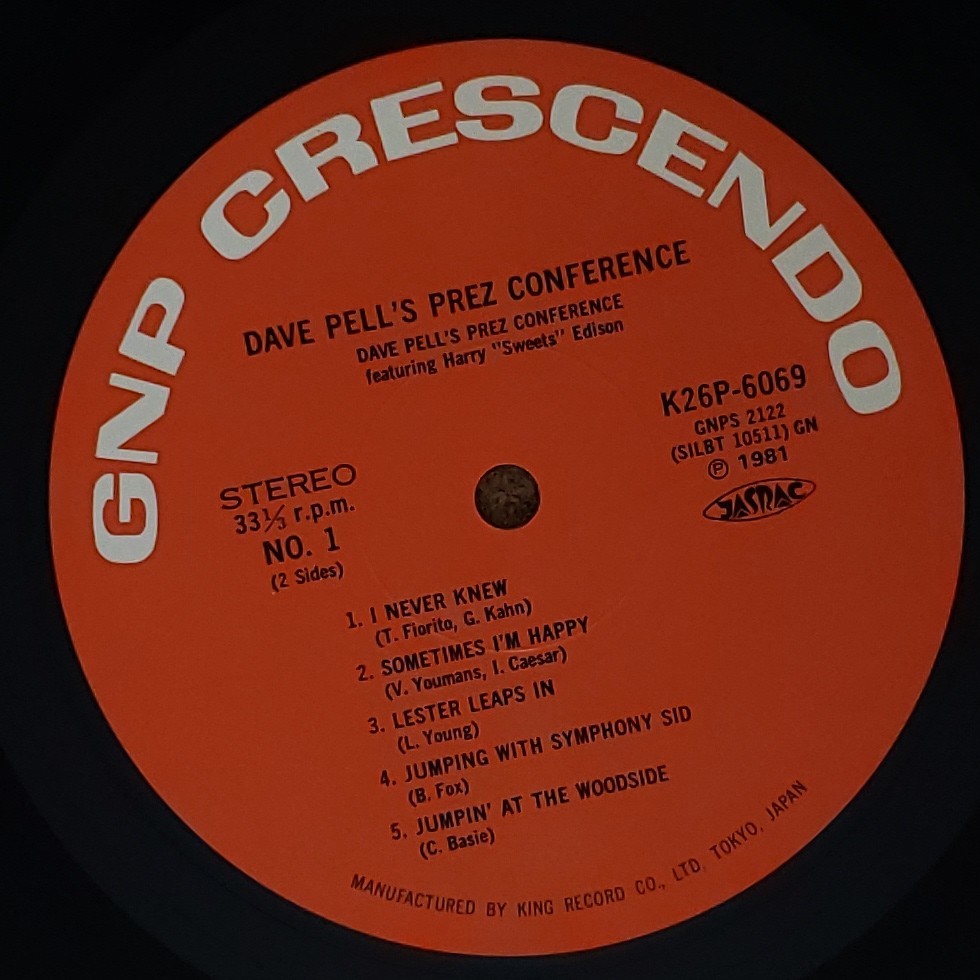 GNP CRESCENDO
DAVE PELL'S PREZ CONFERENCE
DAVE PELL'S PREZ CONFERENCE
featuring Harry "Sweets" Edison
K26P-6069
GNPS 2122
(SILBT 10511) GN
Ⓟ 1981
JASRAC
STEREO
33⅓ r.p.m.
NO. 1
(2 Sides)
1. I NEVER KNEW
(T. Fiorito, G. Kahn)
2. SOMETIMES I'M HAPPY
(V. Youmans, I. Caesar)
3. LESTER LEAPS IN
(L. Young)
4. JUMPING WITH SYMPHONY SID
(B. Fox)
5. JUMPIN' AT THE WOODSIDE
(C. Basie)
MANUFACTURED BY KING RECORD CO., LTD. TOKYO, JAPAN